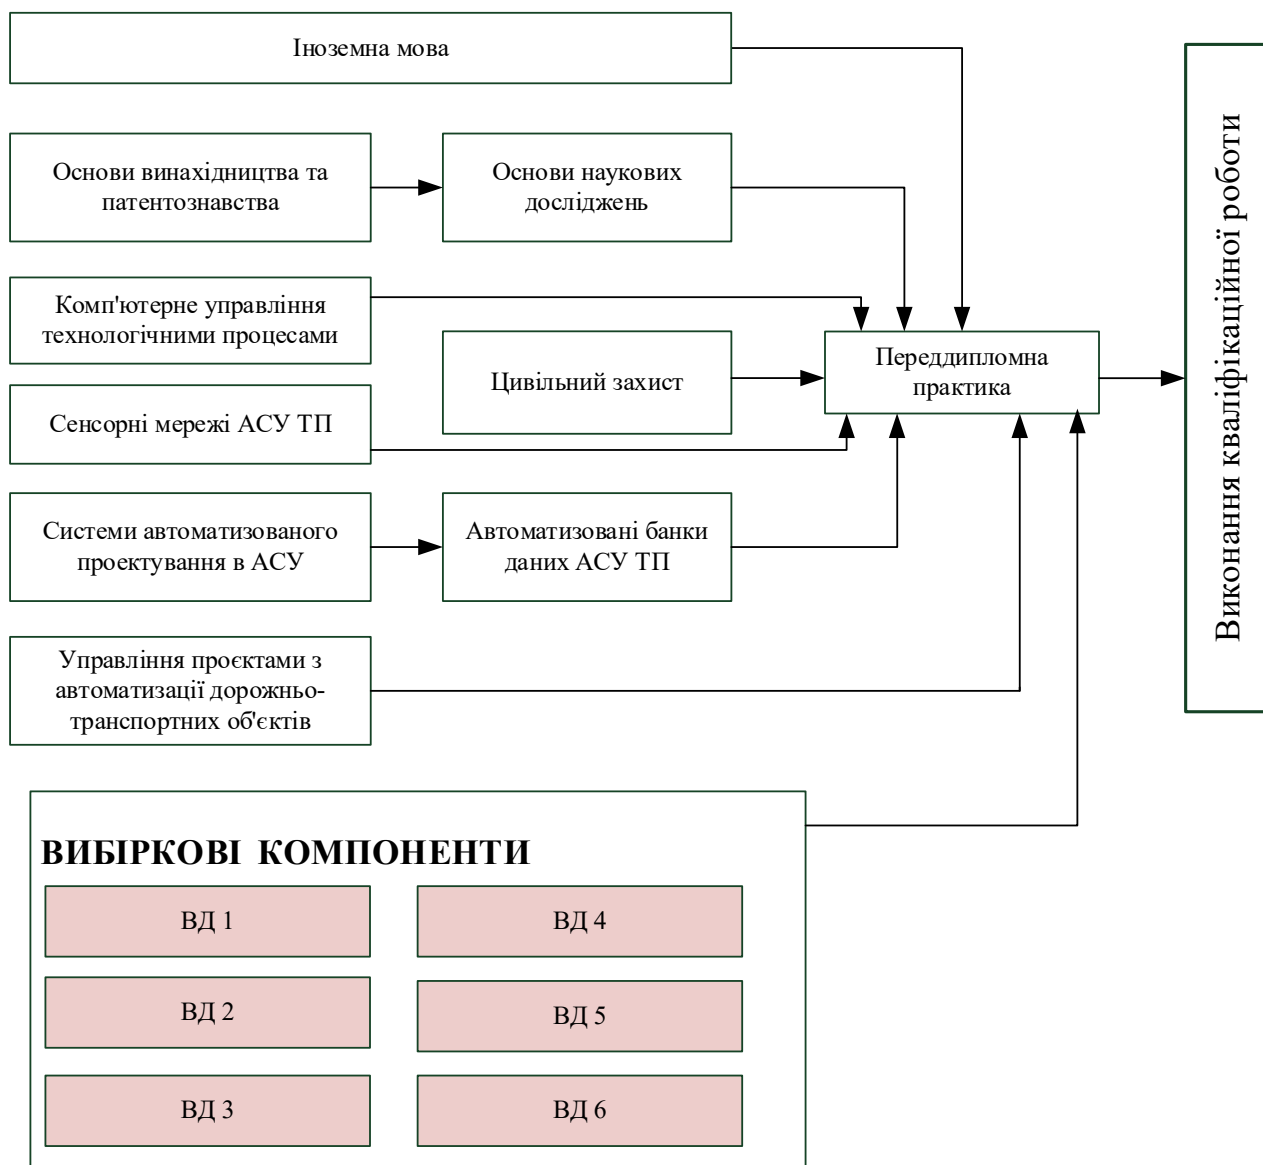 Іноземна мова
Основи винахідництва та
патентознавства
Основи наукових
досліджень
Комп'ютерне управління
технологічними процесами
Сенсорні мережі АСУ ТП
Цивільний захист
Переддипломна
практика
Виконання кваліфікаційної роботи
Системи автоматизованого
проектування в АСУ
Автоматизовані банки
даних АСУ ТП
Управління проєктами з
автоматизації дорожньо-
транспортних об'єктів
ВИБІРКОВІ КОМПОНЕНТИ
ВД 1
ВД 4
ВД 2
ВД 5
ВД 3
ВД 6